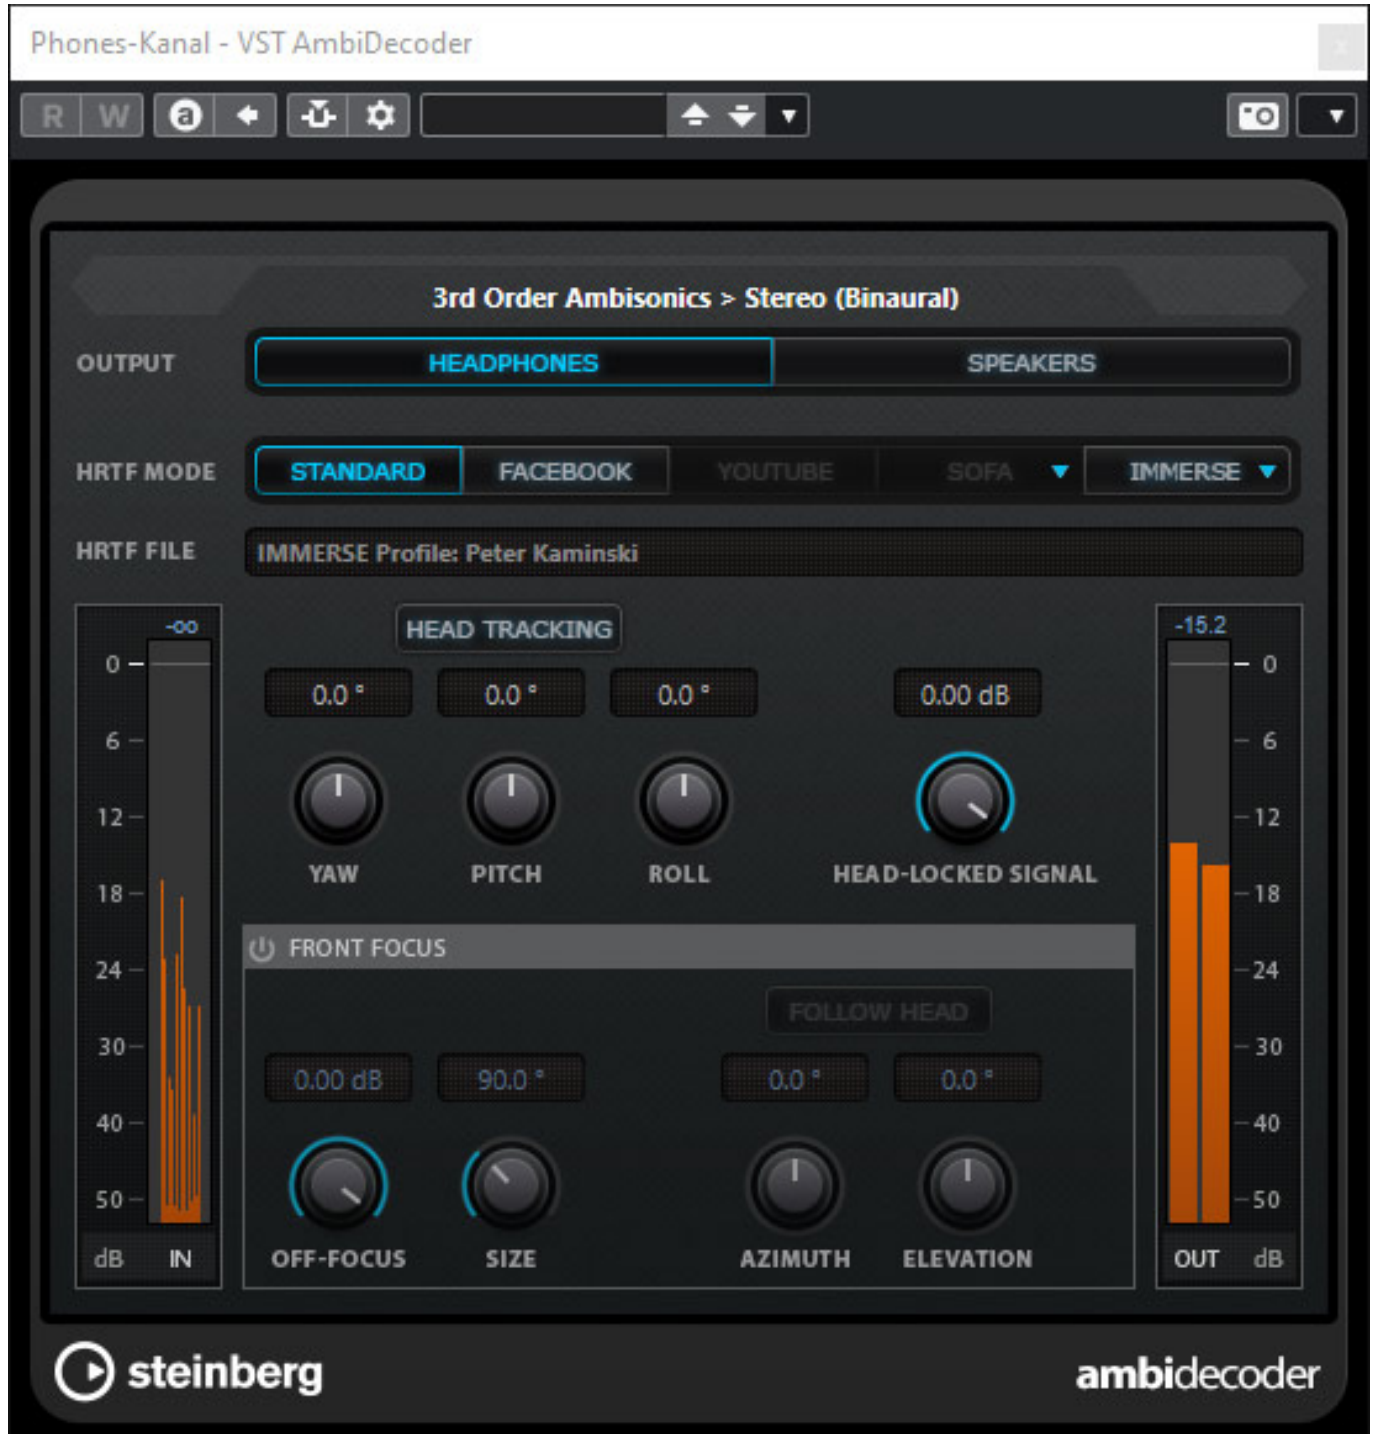 Phones-Kanal - VST AmbiDecoder
x
R W a
3rd Order Ambisonics > Stereo (Binaural)
OUTPUT HEADPHONES SPEAKERS
HRTF MODE STANDARD FACEBOOK YOUTUBE SOFA IMMERSE
HRTF FILE IMMERSE Profile: Peter Kaminski
-∞ HEAD TRACKING -15.2
0 0
0.0 ° 0.0 ° 0.0 ° 0.00 dB
6 6
12 12
YAW PITCH ROLL HEAD-LOCKED SIGNAL
18 18
FRONT FOCUS
24 24
FOLLOW HEAD
30 30
0.00 dB 90.0 ° 0.0 ° 0.0 °
40 40
50 50
dB IN OFF-FOCUS SIZE AZIMUTH ELEVATION OUT dB
steinberg ambidecoder